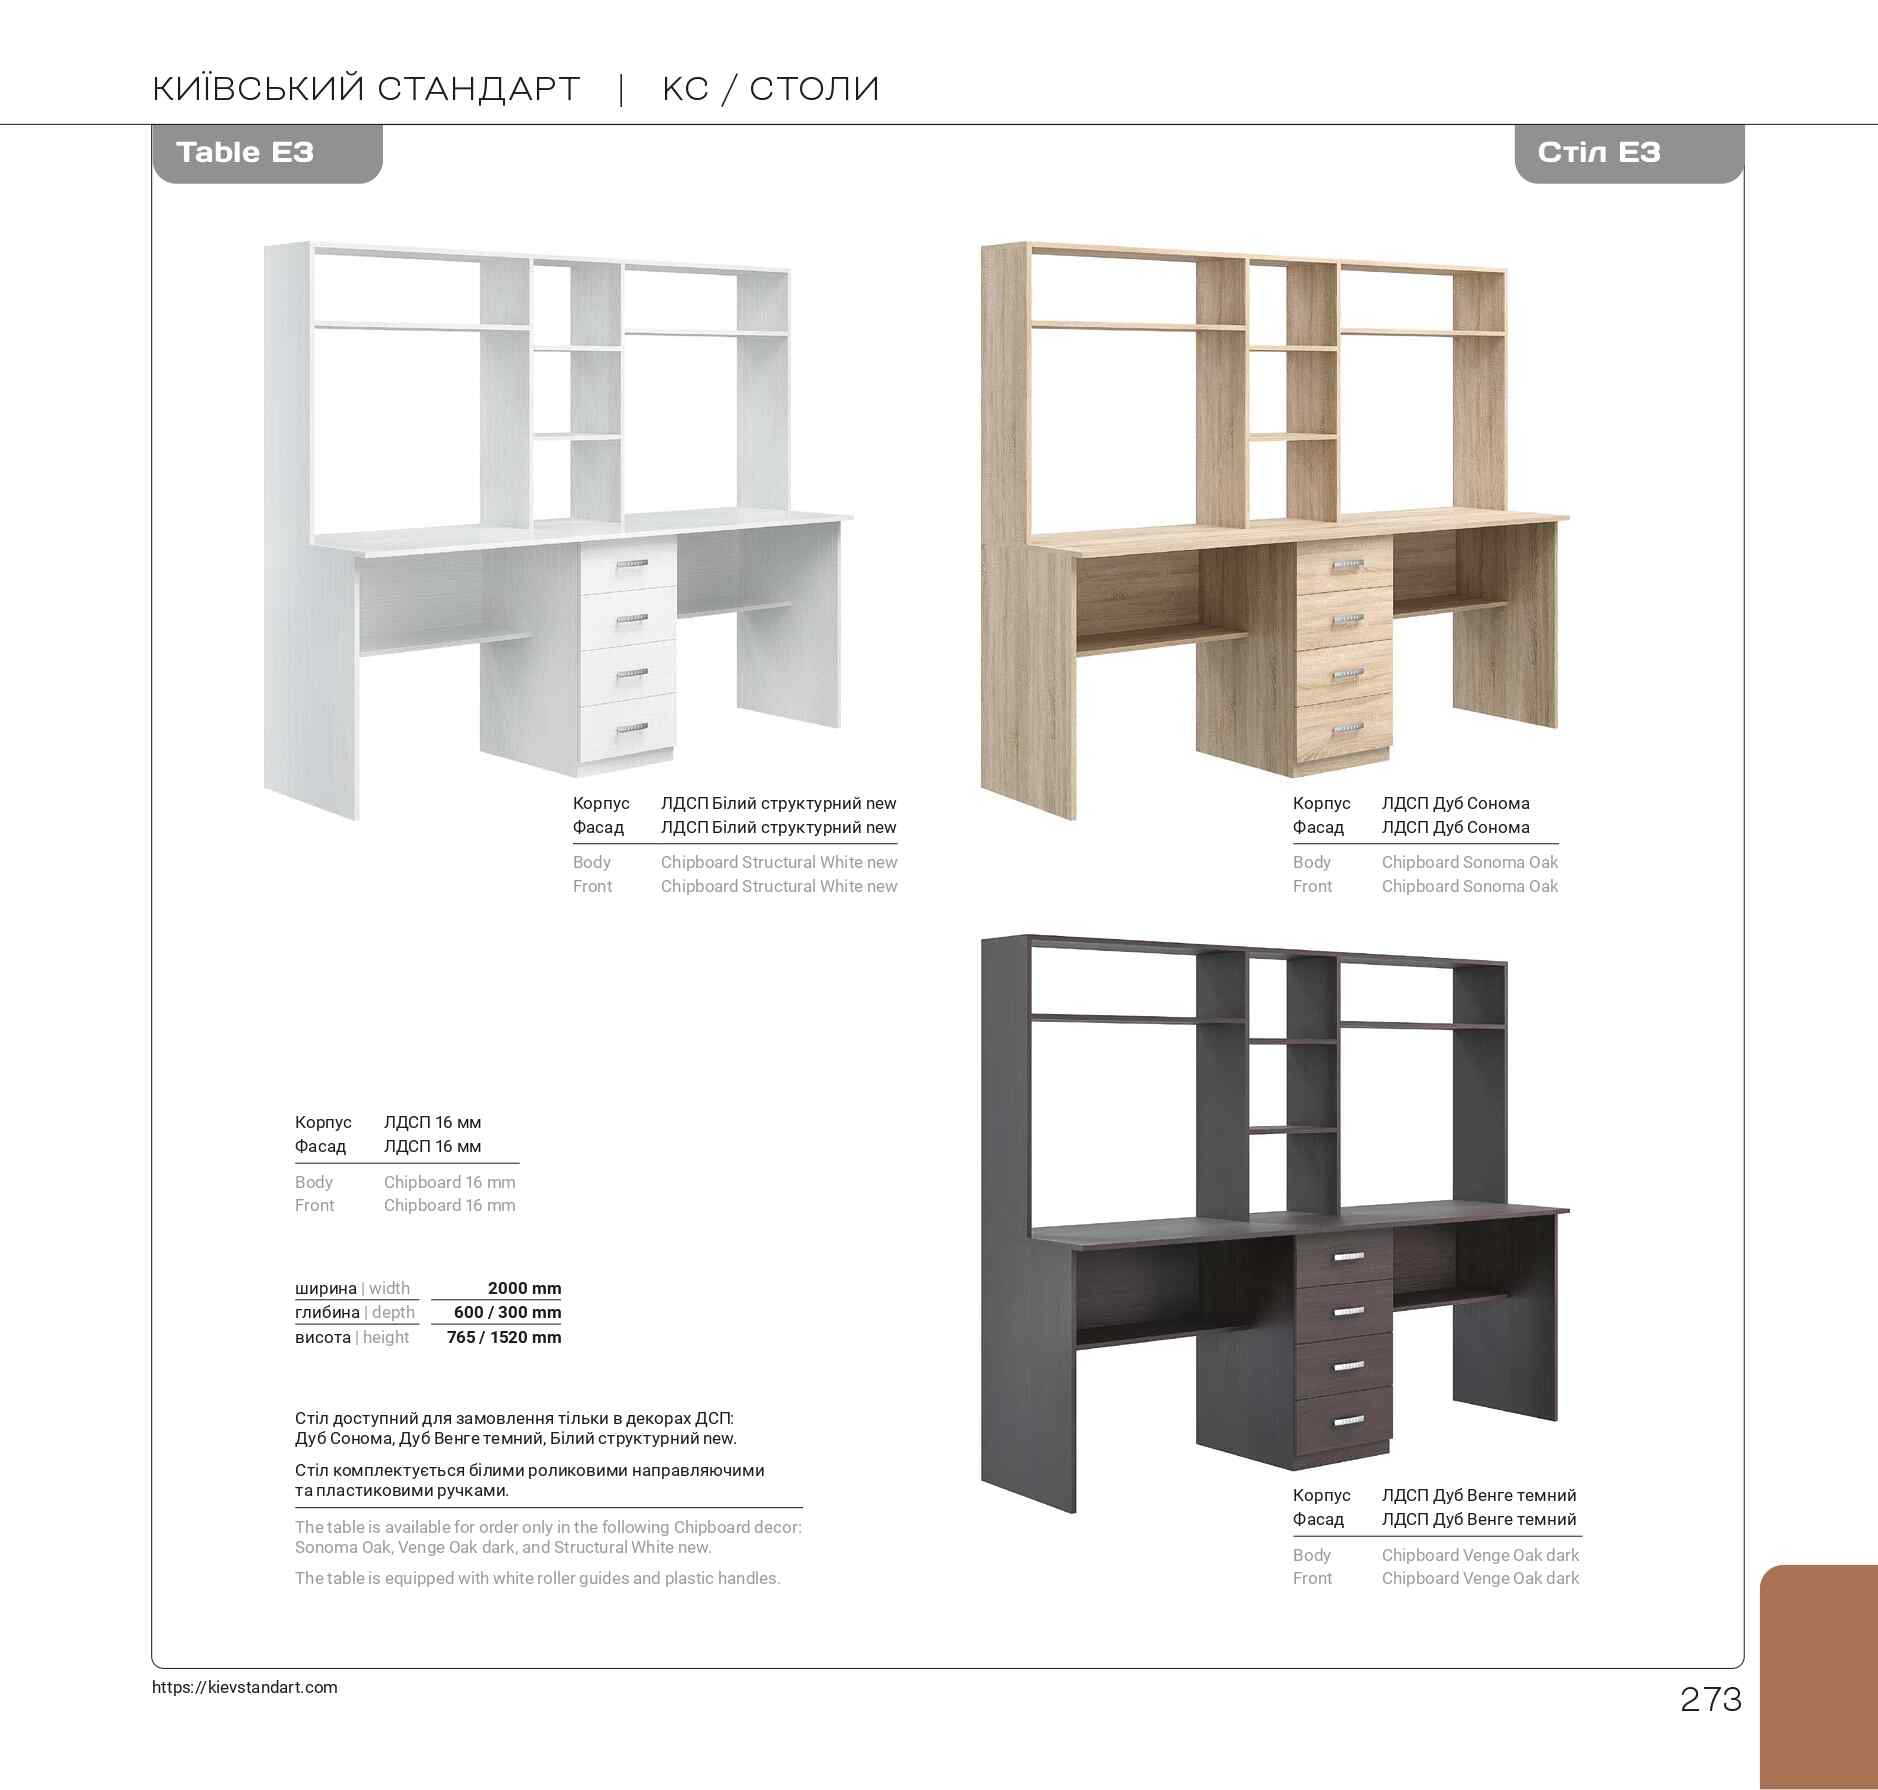 КИЇВСЬКИЙ СТАНДАРТ | КС / СТОЛИ
Table E3
Стіл E3
Корпус ЛДСП Білий структурний new
Фасад ЛДСП Білий структурний new
Body Chipboard Structural White new
Front Chipboard Structural White new
Корпус ЛДСП Дуб Сонома
Фасад ЛДСП Дуб Сонома
Body Chipboard Sonoma Oak
Front Chipboard Sonoma Oak
Корпус ЛДСП 16 мм
Фасад ЛДСП 16 мм
Body Chipboard 16 mm
Front Chipboard 16 mm
ширина | width 2000 mm
глибина | depth 600 / 300 mm
висота | height 765 / 1520 mm
Стіл доступний для замовлення тільки в декорах ДСП:
Дуб Сонома, Дуб Венге темний, Білий структурний new.
Стіл комплектується білими роликовими направляючими
та пластиковими ручками.
The table is available for order only in the following Chipboard decor:
Sonoma Oak, Venge Oak dark, and Structural White new.
The table is equipped with white roller guides and plastic handles.
Корпус ЛДСП Дуб Венге темний
Фасад ЛДСП Дуб Венге темний
Body Chipboard Venge Oak dark
Front Chipboard Venge Oak dark
https://kievstandart.com
273